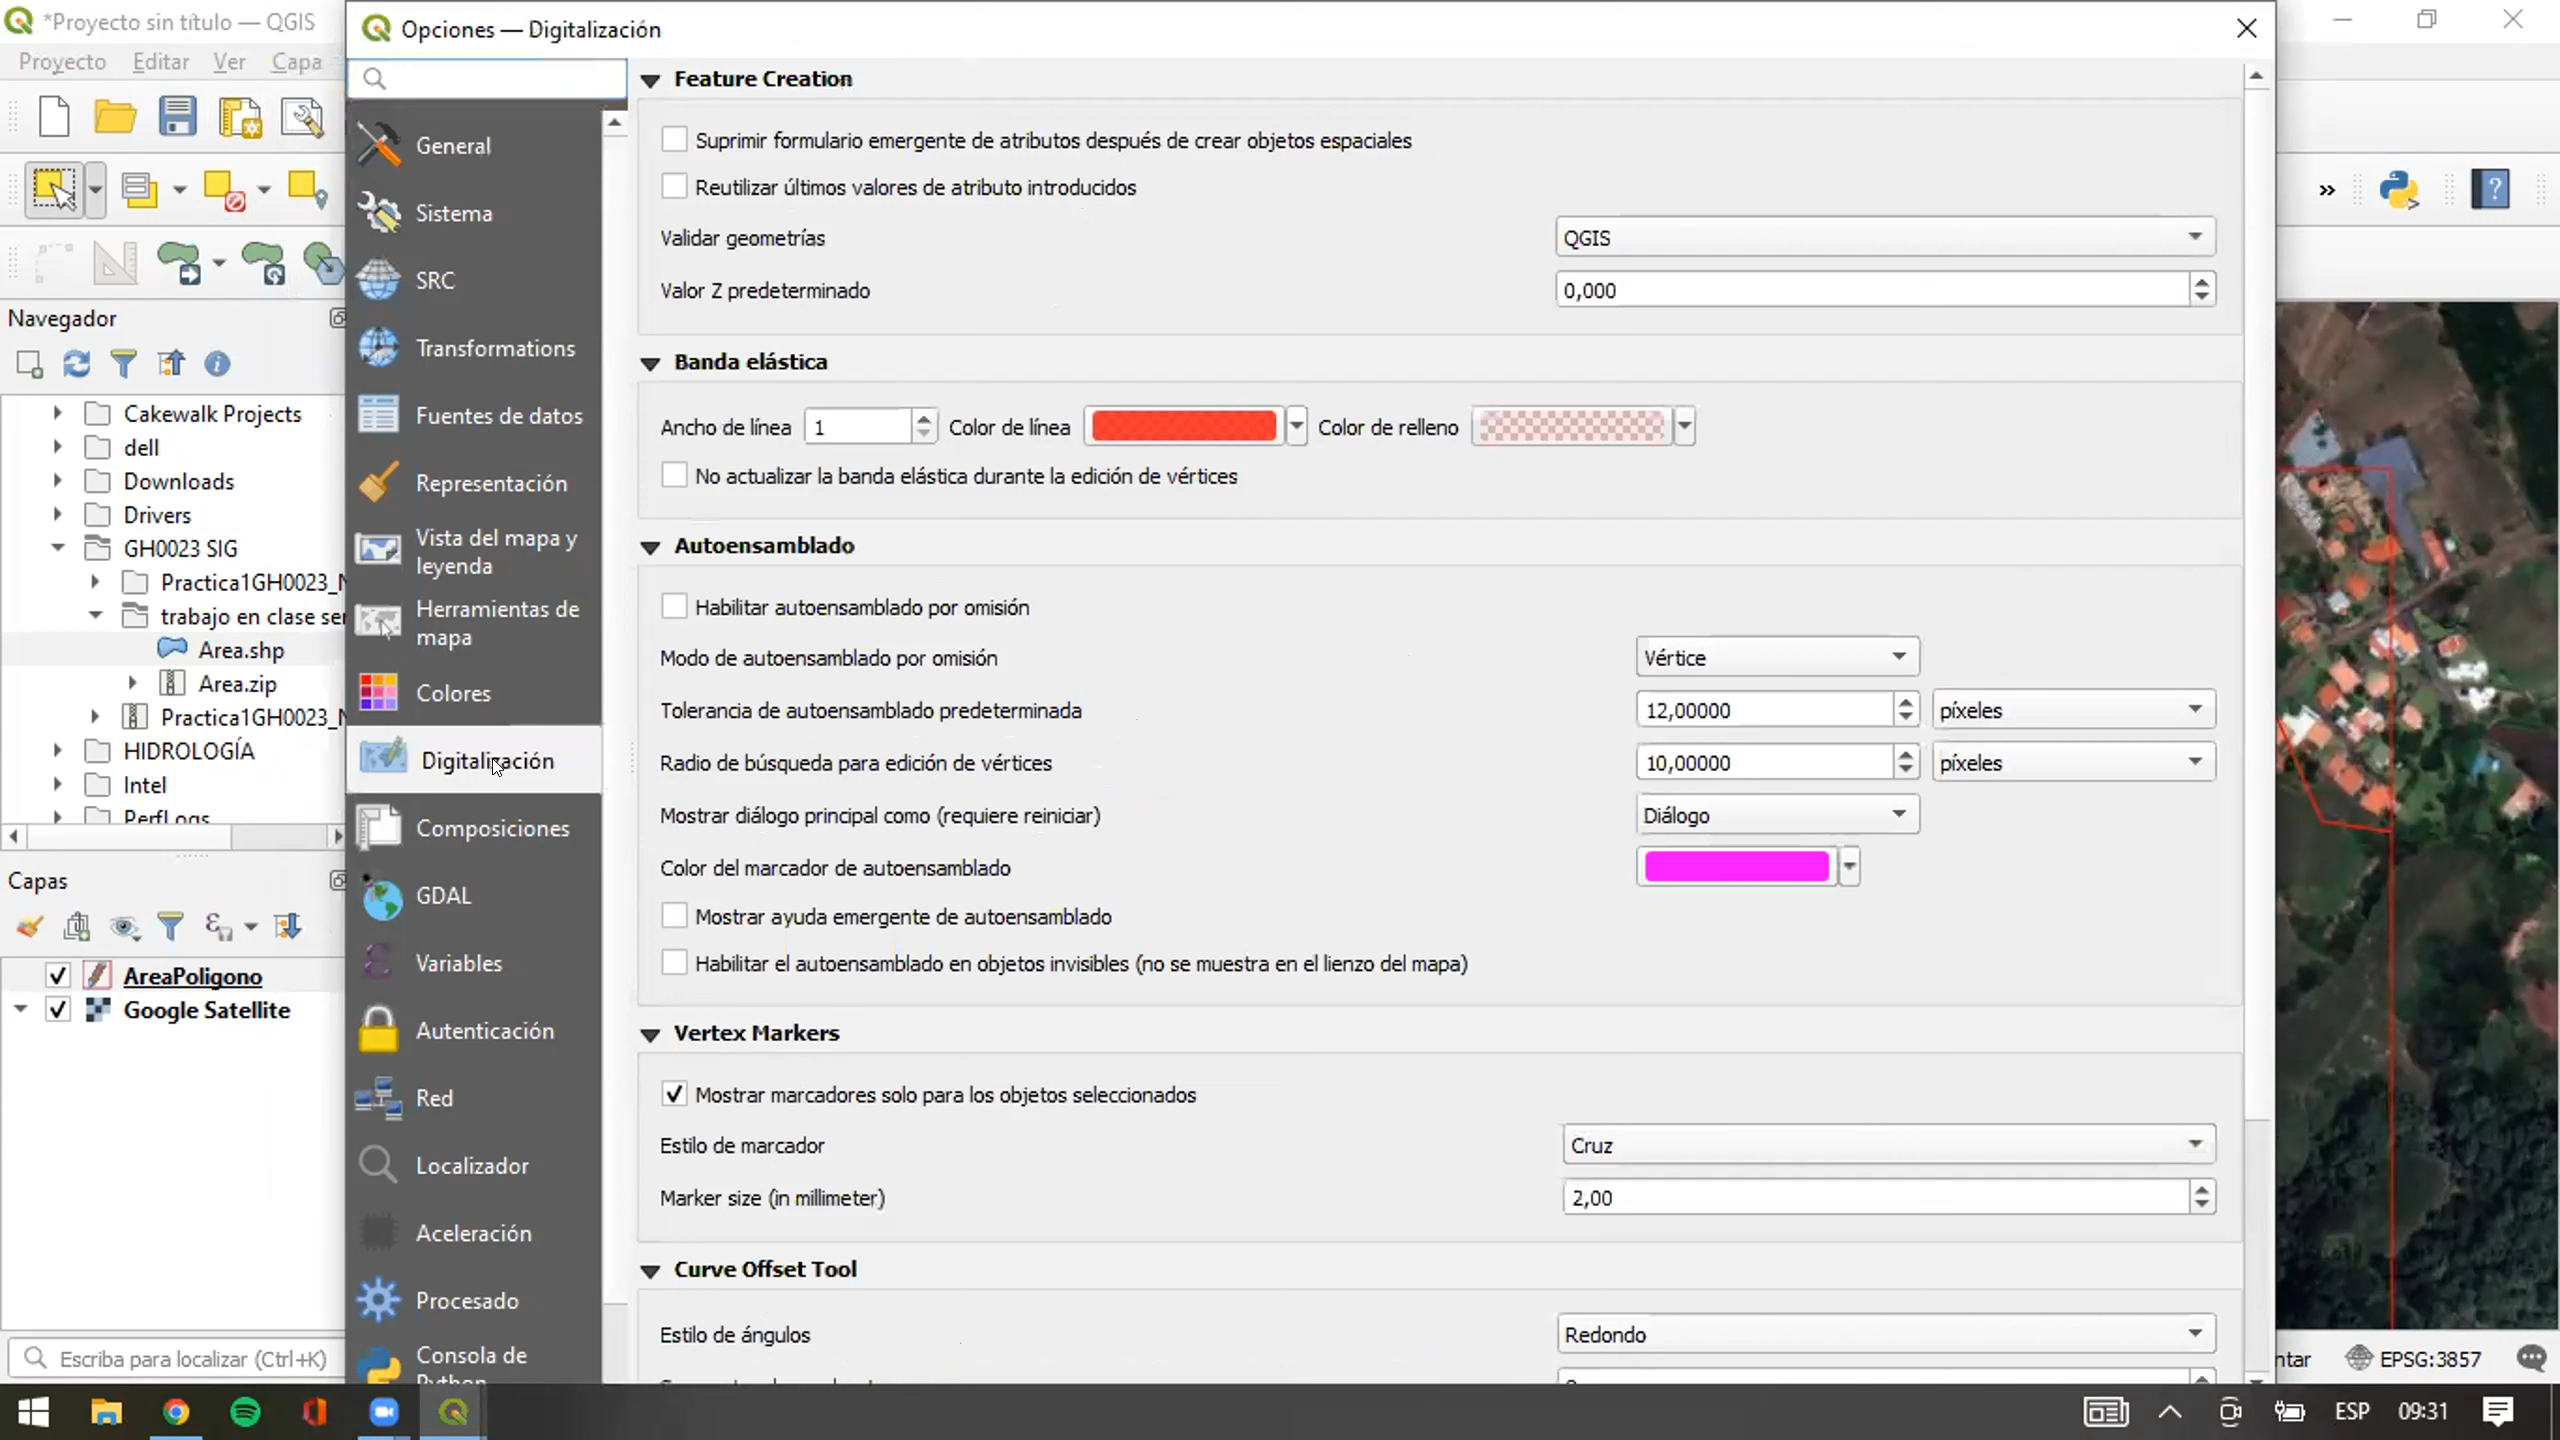 *Proyecto sin título — QGIS
Proyecto Editar Ver Capa
Navegador
Cakewalk Projects
dell
Downloads
Drivers
GH0023 SIG
Practica1GH0023_
trabajo en clase
Area.shp
Area.zip
Practica1GH0023_
HIDROLOGÍA
Intel
PerfLogs
Capas
AreaPoligono
Google Satellite
Escriba para localizar (Ctrl+K)
Opciones — Digitalización
General
Sistema
SRC
Transformations
Fuentes de datos
Representación
Vista del mapa y
leyenda
Herramientas de
mapa
Colores
Digitalización
Composiciones
GDAL
Variables
Autenticación
Red
Localizador
Aceleración
Procesado
Consola de
Python
Feature Creation
Suprimir formulario emergente de atributos después de crear objetos espaciales
Reutilizar últimos valores de atributo introducidos
Validar geometrías QGIS
Valor Z predeterminado 0,000
Banda elástica
Ancho de línea 1 Color de línea Color de relleno
No actualizar la banda elástica durante la edición de vértices
Autoensamblado
Habilitar autoensamblado por omisión
Modo de autoensamblado por omisión Vértice
Tolerancia de autoensamblado predeterminada 12,00000 píxeles
Radio de búsqueda para edición de vértices 10,00000 píxeles
Mostrar diálogo principal como (requiere reiniciar) Diálogo
Color del marcador de autoensamblado
Mostrar ayuda emergente de autoensamblado
Habilitar el autoensamblado en objetos invisibles (no se muestra en el lienzo del mapa)
Vertex Markers
Mostrar marcadores solo para los objetos seleccionados
Estilo de marcador Cruz
Marker size (in millimeter) 2,00
Curve Offset Tool
Estilo de ángulos Redondo
»
ntar EPSG:3857
ESP 09:31